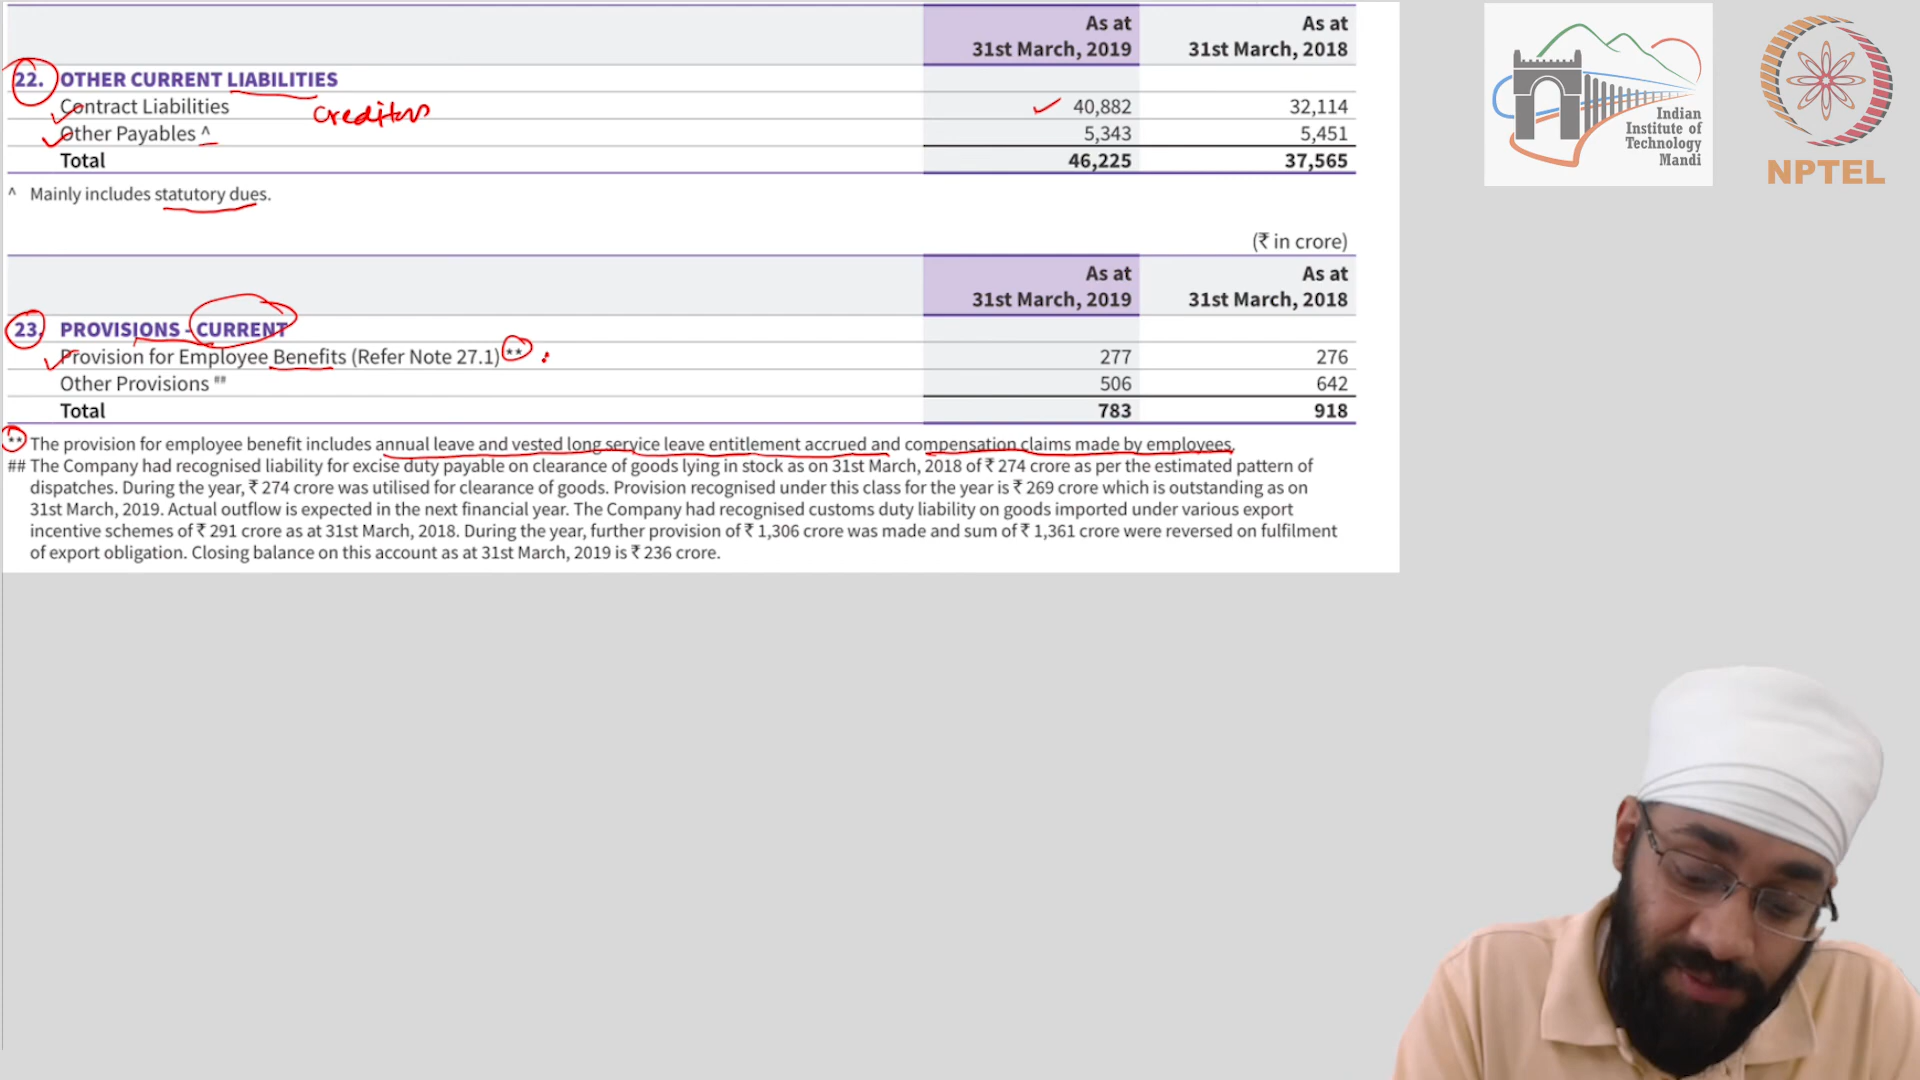 As at As at
31st March, 2019 31st March, 2018
22. OTHER CURRENT LIABILITIES
Contract Liabilities 40,882 32,114
Creditors
Other Payables ^ 5,343 5,451
Total 46,225 37,565
^ Mainly includes statutory dues.
(₹ in crore)
As at As at
31st March, 2019 31st March, 2018
23. PROVISIONS - CURRENT
Provision for Employee Benefits (Refer Note 27.1) ** 277 276
Other Provisions ## 506 642
Total 783 918
** The provision for employee benefit includes annual leave and vested long service leave entitlement accrued and compensation claims made by employees.
## The Company had recognised liability for excise duty payable on clearance of goods lying in stock as on 31st March, 2018 of ₹ 274 crore as per the estimated pattern of
dispatches. During the year, ₹ 274 crore was utilised for clearance of goods. Provision recognised under this class for the year is ₹ 269 crore which is outstanding as on
31st March, 2019. Actual outflow is expected in the next financial year. The Company had recognised customs duty liability on goods imported under various export
incentive schemes of ₹ 291 crore as at 31st March, 2018. During the year, further provision of ₹ 1,306 crore was made and sum of ₹ 1,361 crore were reversed on fulfilment
of export obligation. Closing balance on this account as at 31st March, 2019 is ₹ 236 crore.
Indian
Institute of
Technology
Mandi
NPTEL